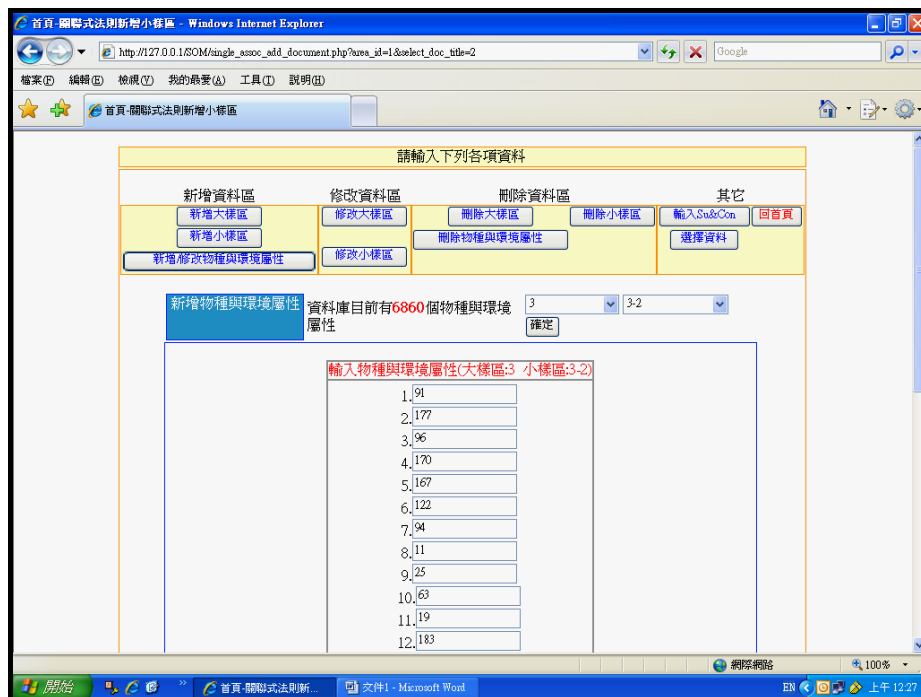 首頁-關聯式法則新增小樣區 - Windows Internet Explorer
http://127.0.0.1/SOM/single_assoc_add_document.php?area_id=1&select_doc_title=2
Google
檔案(F) 編輯(E) 檢視(V) 我的最愛(A) 工具(T) 說明(H)
首頁-關聯式法則新增小樣區
請輸入下列各項資料
新增資料區 修改資料區 刪除資料區 其它
新增大樣區 修改大樣區 刪除大樣區 刪除小樣區 輸入Su&Con 回首頁
新增小樣區 刪除物種與環境屬性 選擇資料
新增/修改物種與環境屬性 修改小樣區
新增物種與環境屬性 資料庫目前有6860個物種與環境 3 3-2
屬性 確定
輸入物種與環境屬性(大樣區:3 小樣區:3-2)
1. 91
2. 177
3. 96
4. 170
5. 167
6. 122
7. 94
8. 11
9. 25
10. 63
11. 19
12. 183
網際網路 100%
開始 首頁-關聯式法則新... 文件1 - Microsoft Word EN 上午 12:27